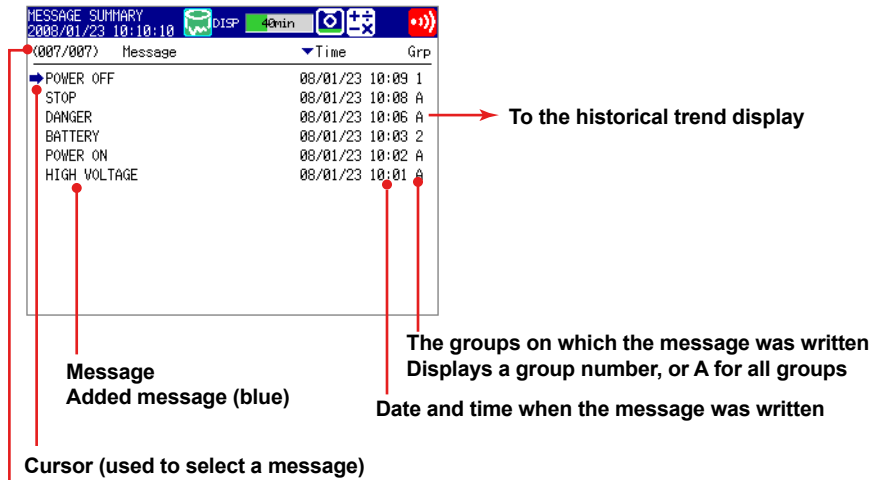 MESSAGE SUMMARY
2008/01/23 10:10:10 DISP 40min
(007/007) Message ▼Time Grp
POWER OFF 08/01/23 10:09 1
STOP 08/01/23 10:08 A
DANGER 08/01/23 10:06 A
BATTERY 08/01/23 10:03 2
POWER ON 08/01/23 10:02 A
HIGH VOLTAGE 08/01/23 10:01 A
To the historical trend display
The groups on which the message was written
Displays a group number, or A for all groups
Message
Added message (blue)
Date and time when the message was written
Cursor (used to select a message)